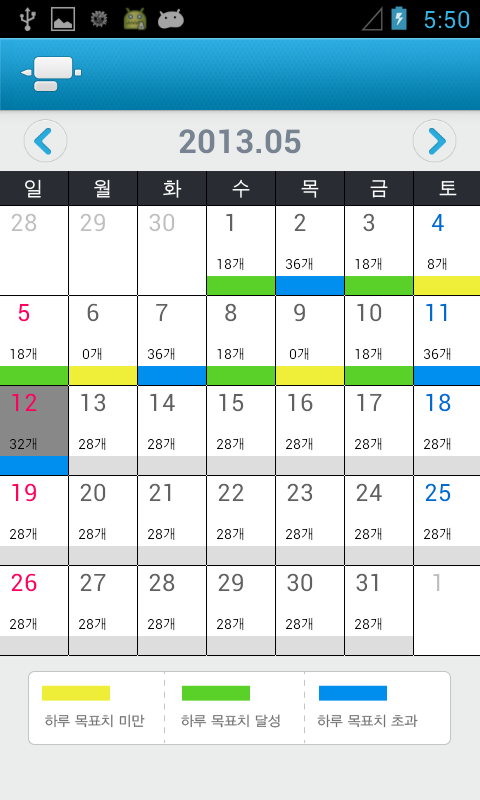 5:50
2013.05
일 월 화 수 목 금 토
28 29 30 1 2 3 4
18개 36개 18개 8개
5 6 7 8 9 10 11
18개 0개 36개 18개 0개 18개 36개
12 13 14 15 16 17 18
32개 28개 28개 28개 28개 28개 28개
19 20 21 22 23 24 25
28개 28개 28개 28개 28개 28개 28개
26 27 28 29 30 31 1
28개 28개 28개 28개 28개 28개
하루 목표치 미만 하루 목표치 달성 하루 목표치 초과